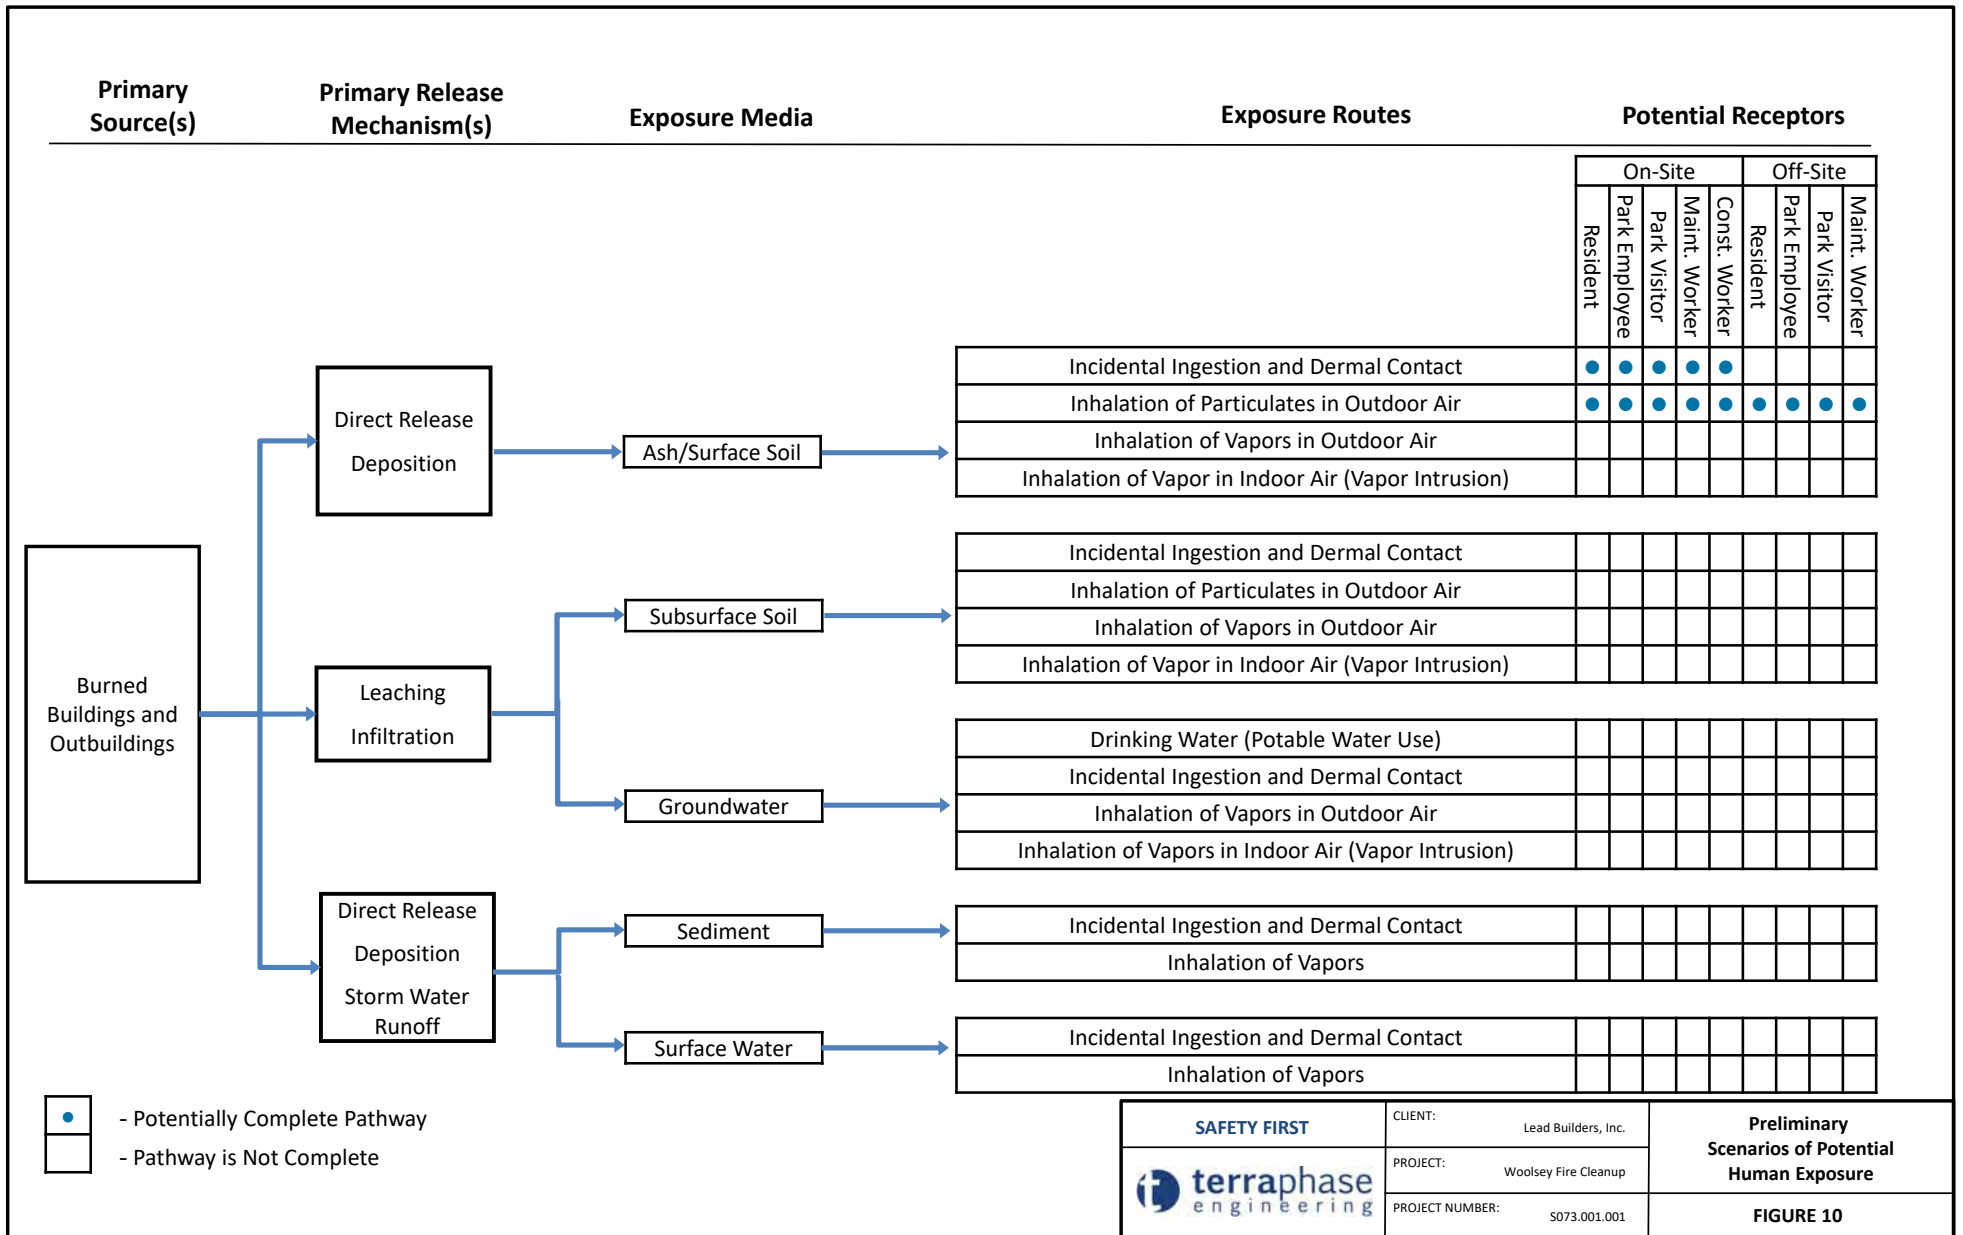 Primary
Source(s)
Primary Release
Mechanism(s)
Exposure Media
Exposure Routes
Potential Receptors
On-Site
Off-Site
Resident
Park Employee
Park Visitor
Maint. Worker
Const. Worker
Resident
Park Employee
Park Visitor
Maint. Worker
Burned
Buildings and
Outbuildings
Direct Release
Deposition
Ash/Surface Soil
Incidental Ingestion and Dermal Contact
Inhalation of Particulates in Outdoor Air
Inhalation of Vapors in Outdoor Air
Inhalation of Vapor in Indoor Air (Vapor Intrusion)
Leaching
Infiltration
Subsurface Soil
Incidental Ingestion and Dermal Contact
Inhalation of Particulates in Outdoor Air
Inhalation of Vapors in Outdoor Air
Inhalation of Vapor in Indoor Air (Vapor Intrusion)
Groundwater
Drinking Water (Potable Water Use)
Incidental Ingestion and Dermal Contact
Inhalation of Vapors in Outdoor Air
Inhalation of Vapors in Indoor Air (Vapor Intrusion)
Direct Release
Deposition
Storm Water
Runoff
Sediment
Incidental Ingestion and Dermal Contact
Inhalation of Vapors
Surface Water
Incidental Ingestion and Dermal Contact
Inhalation of Vapors
- Potentially Complete Pathway
- Pathway is Not Complete
SAFETY FIRST
terraphase
engineering
CLIENT:
Lead Builders, Inc.
PROJECT:
Woolsey Fire Cleanup
PROJECT NUMBER:
S073.001.001
Preliminary
Scenarios of Potential
Human Exposure
FIGURE 10